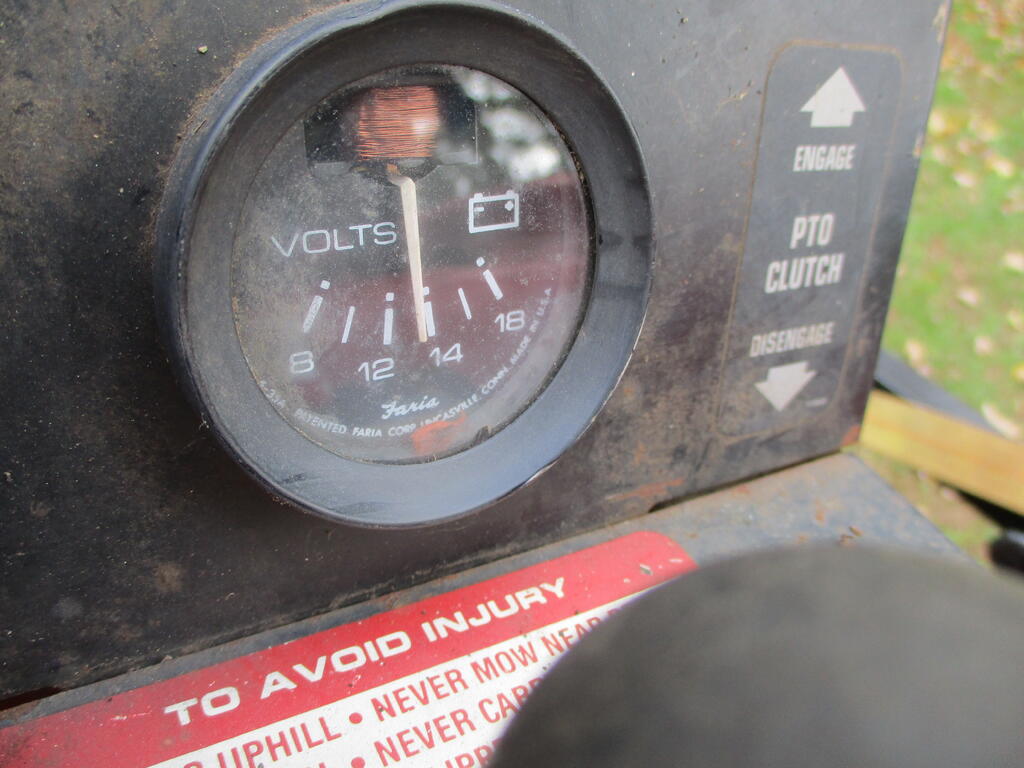 VOLTS
8 12 14 18
Faria
PATENTED FARIA CORP. UNCASVILLE, CONN. MADE IN U.S.A
ENGAGE
PTO
CLUTCH
DISENGAGE
TO AVOID INJURY
UPHILL • NEVER MOW NEAR
• NEVER